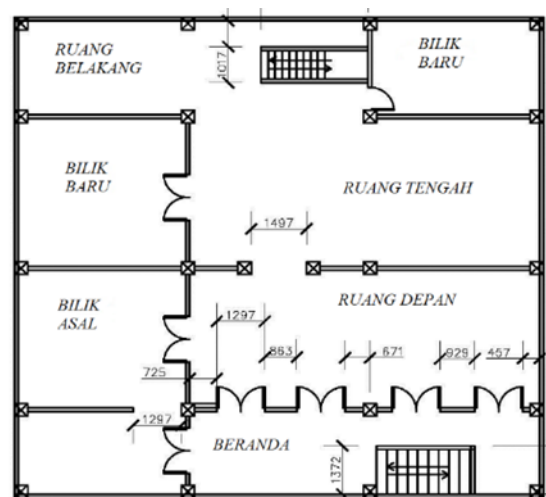 RUANG
BELAKANG
BILIK
BARU
1017
BILIK
BARU
RUANG TENGAH
1497
BILIK
ASAL
RUANG DEPAN
1297
863
671
929
457
725
1297
BERANDA
1372